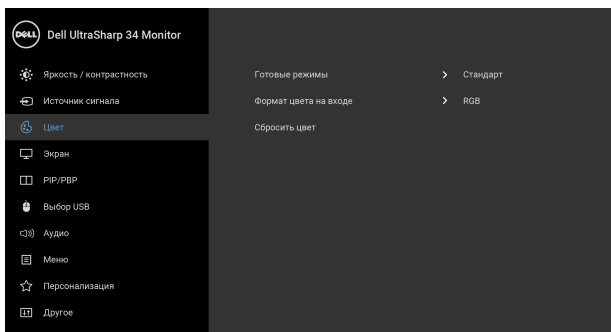 DELL Dell UltraSharp 34 Monitor
Яркость / контрастность
Готовые режимы > Стандарт
Источник сигнала
Формат цвета на входе > RGB
Цвет
Сбросить цвет
Экран
PIP/PBP
Выбор USB
Аудио
Меню
Персонализация
Другое